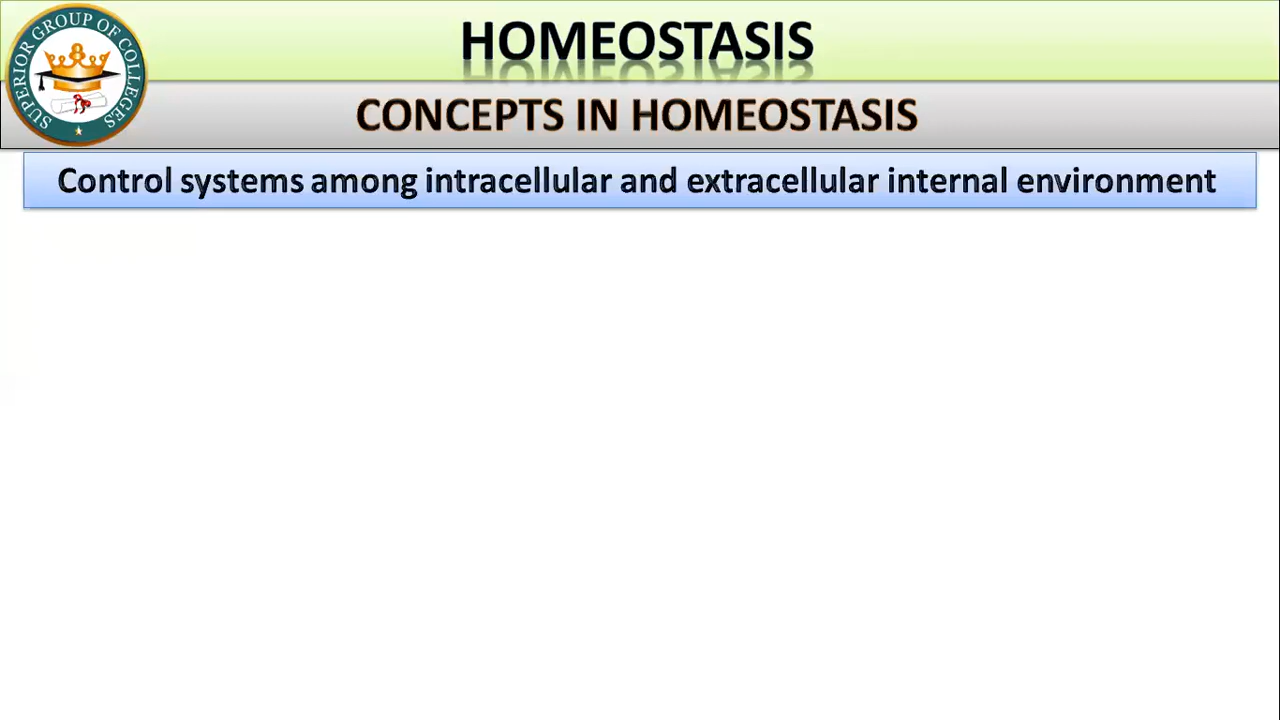 HOMEOSTASIS
SUPERIOR GROUP OF COLLEGES
CONCEPTS IN HOMEOSTASIS
Control systems among intracellular and extracellular internal environment